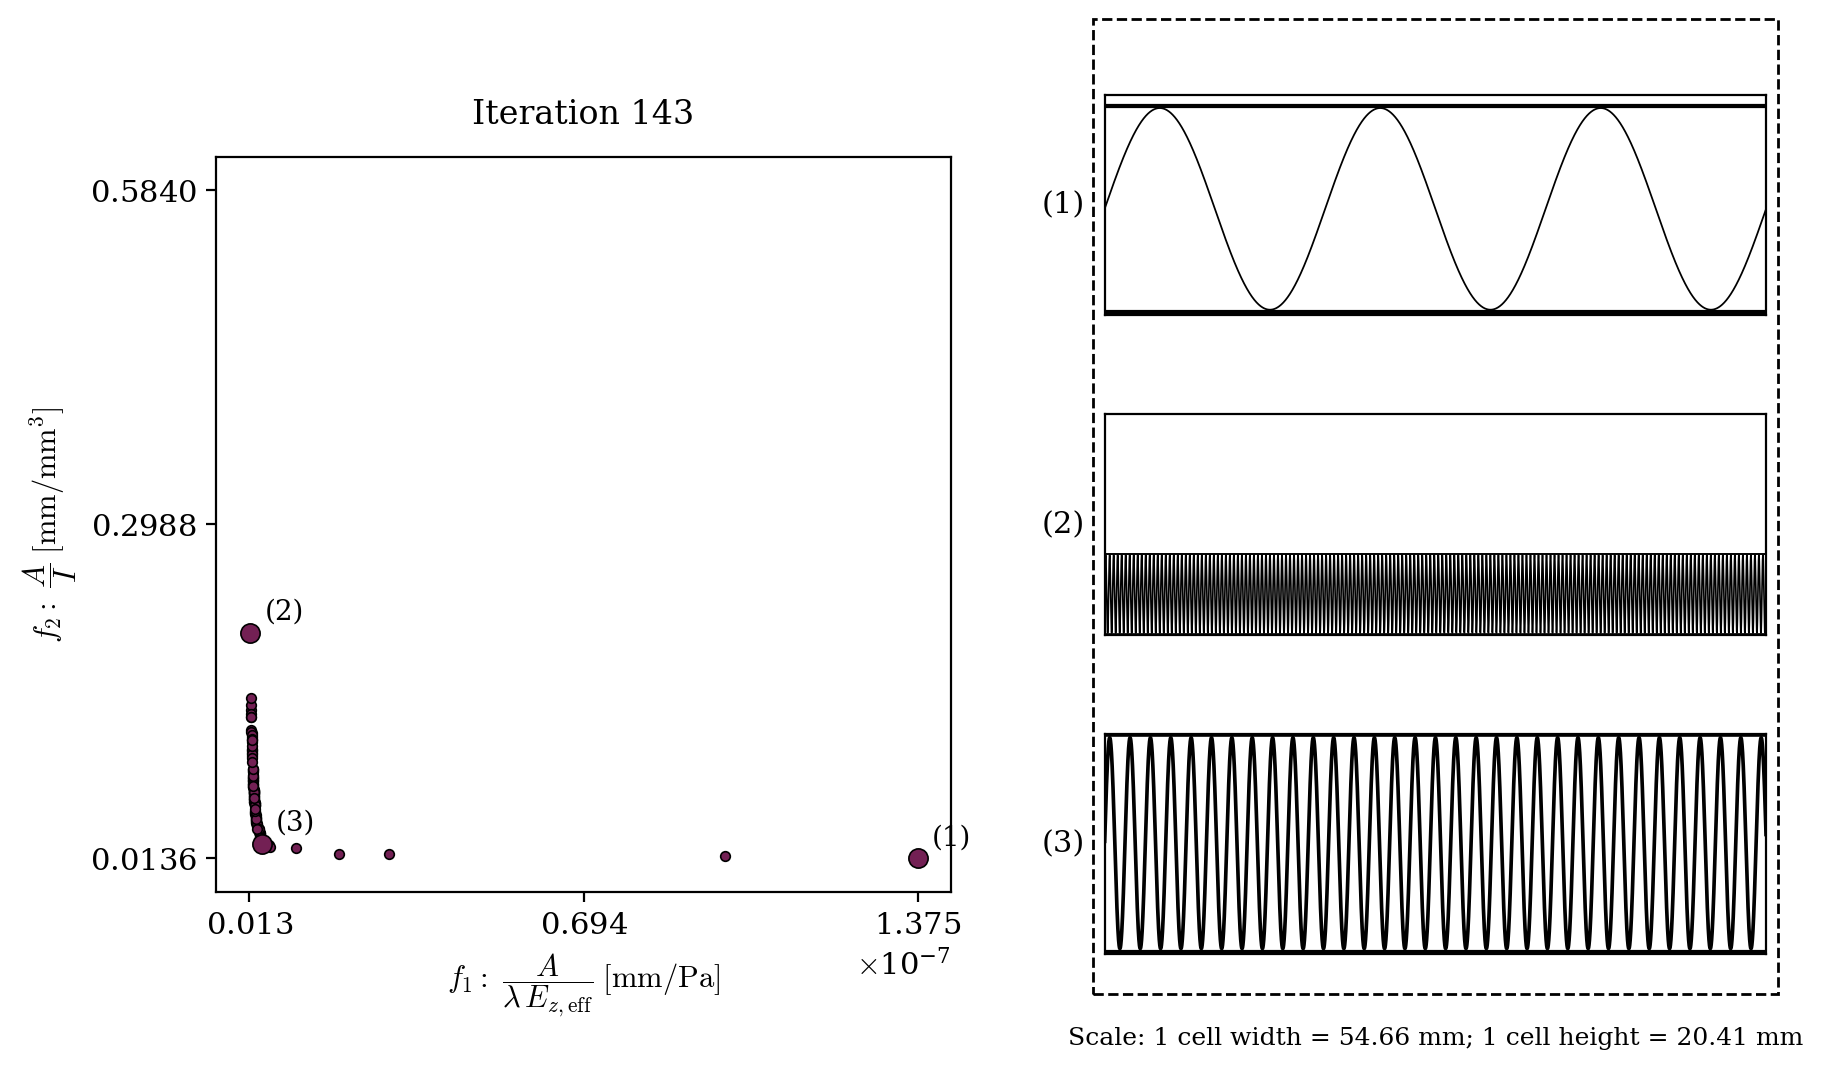 Iteration 143
0.5840
0.2988
0.0136
f₂: A/I [mm/mm³]
(2)
(3)
(1)
0.013 0.694 1.375
×10⁻⁷
f₁: A/(λ E_z,eff) [mm/Pa]
(1)
(2)
(3)
Scale: 1 cell width = 54.66 mm; 1 cell height = 20.41 mm